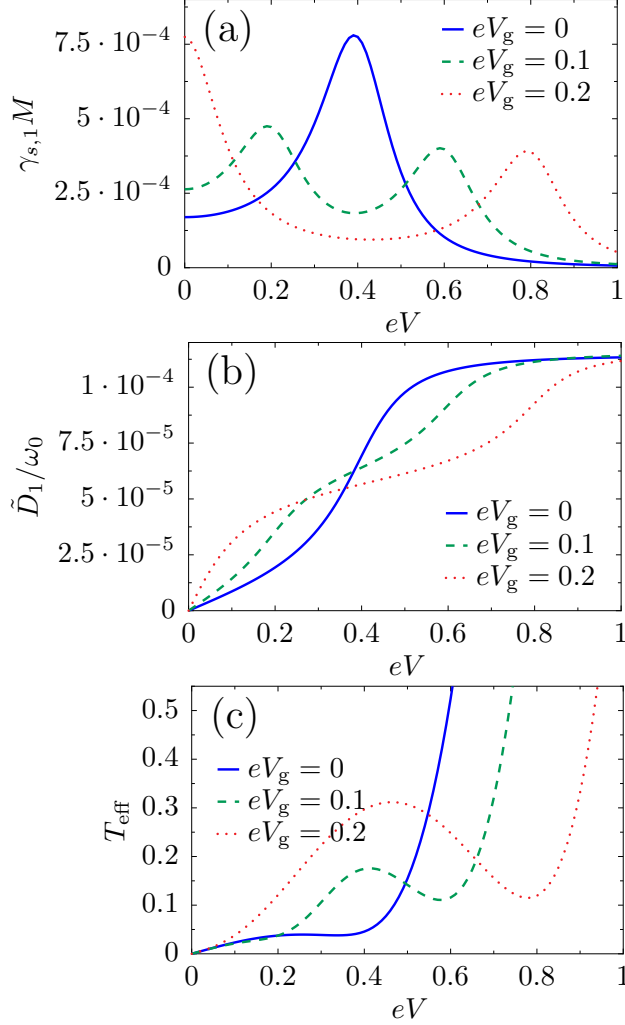 (a)
eV_g = 0
eV_g = 0.1
eV_g = 0.2
γ_{s,1}M
7.5·10^{-4}
5·10^{-4}
2.5·10^{-4}
0
0 0.2 0.4 0.6 0.8 1
eV
(b)
D̃_1/ω_0
1·10^{-4}
7.5·10^{-5}
5·10^{-5}
2.5·10^{-5}
0
eV_g = 0
eV_g = 0.1
eV_g = 0.2
0 0.2 0.4 0.6 0.8 1
eV
(c)
T_eff
0.5
0.4
0.3
0.2
0.1
0
eV_g = 0
eV_g = 0.1
eV_g = 0.2
0 0.2 0.4 0.6 0.8 1
eV